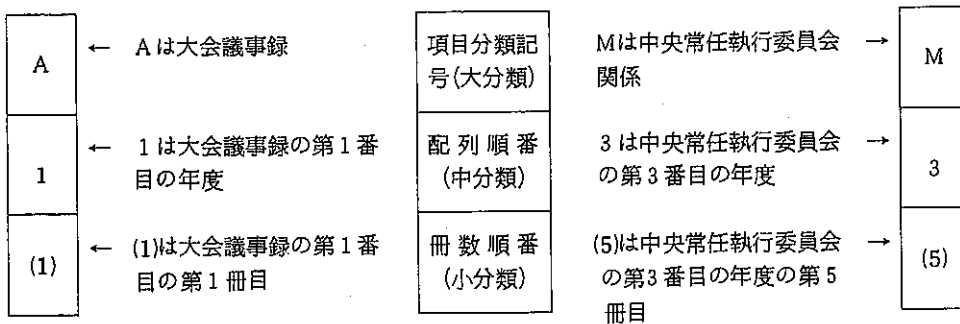 A
← Aは大会議事録
項目分類記
号(大分類)
Mは中央常任執行委員会 →
関係
M
1
← 1は大会議事録の第1番
目の年度
配列順番
(中分類)
3は中央常任執行委員会 →
の第3番目の年度
3
(1)
← (1)は大会議事録の第1番
目の第1冊目
冊数順番
(小分類)
(5)は中央常任執行委員会 →
の第3番目の年度の第5
冊目
(5)